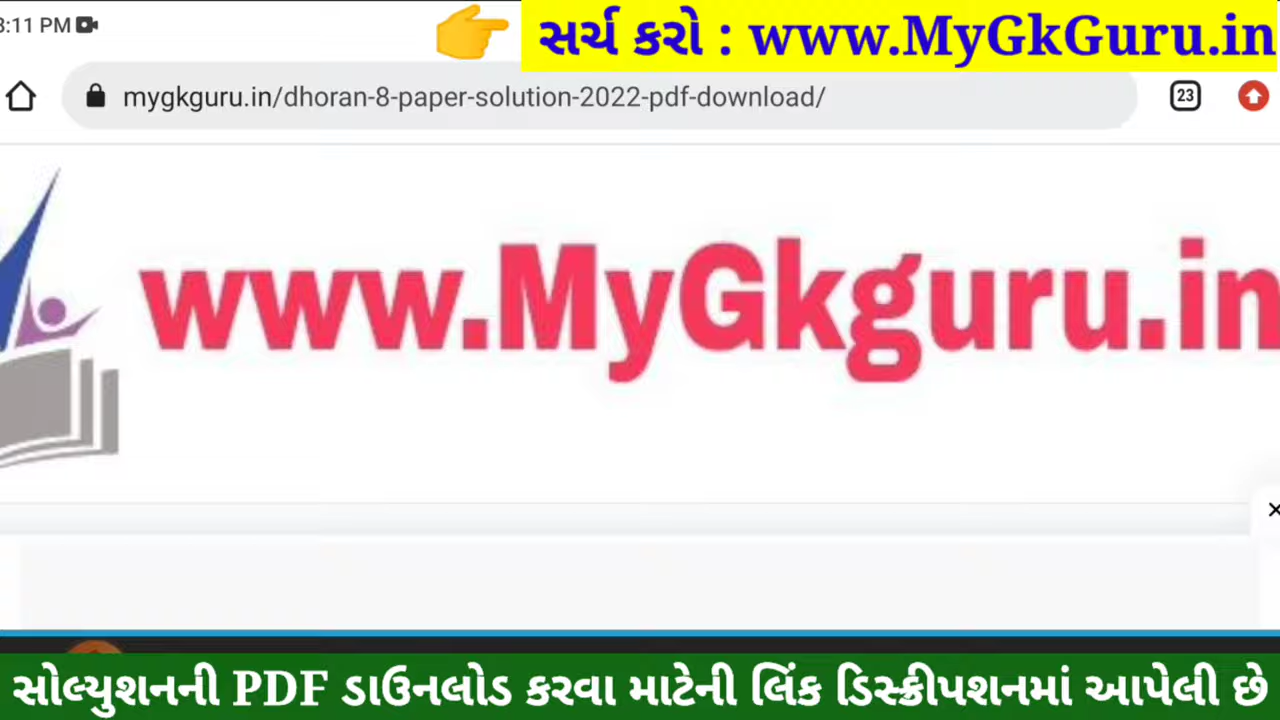 3:11 PM
સર્ચ કરો : www.MyGkGuru.in
mygkguru.in/dhoran-8-paper-solution-2022-pdf-download/
23
www.MyGkguru.in
સોલ્યુશનની PDF ડાઉનલોડ કરવા માટેની લિંક ડિસ્ક્રીપશનમાં આપેલી છે